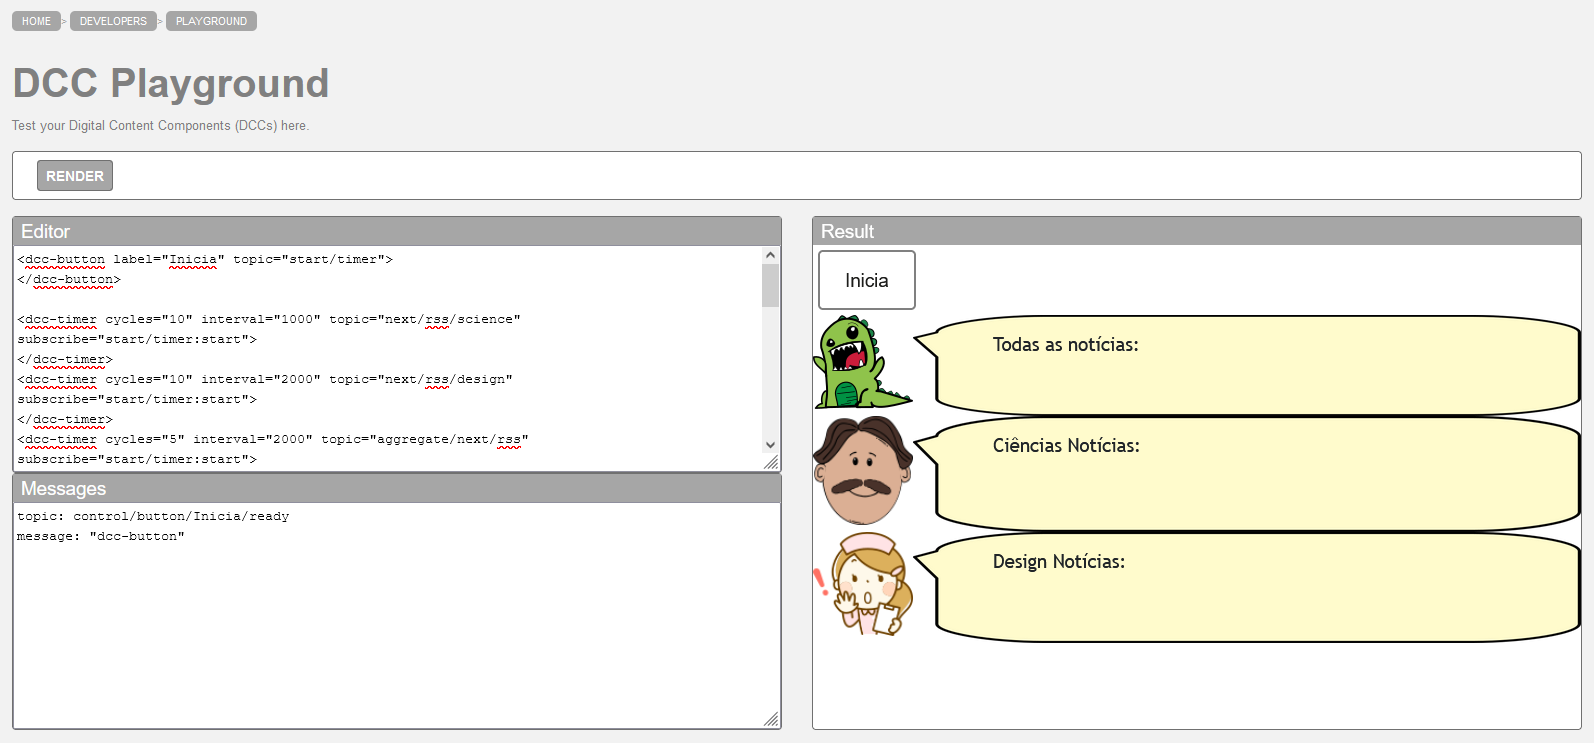 HOME > DEVELOPERS > PLAYGROUND
DCC Playground
Test your Digital Content Components (DCCs) here.
RENDER
Editor
<dcc-button label="Inicia" topic="start/timer">
</dcc-button>
<dcc-timer cycles="10" interval="1000" topic="next/rss/science"
subscribe="start/timer:start">
</dcc-timer>
<dcc-timer cycles="10" interval="2000" topic="next/rss/design"
subscribe="start/timer:start">
</dcc-timer>
<dcc-timer cycles="5" interval="2000" topic="aggregate/next/rss"
subscribe="start/timer:start">
Messages
topic: control/button/Inicia/ready
message: "dcc-button"
Result
Inicia
Todas as notícias:
Ciências Notícias:
Design Notícias: